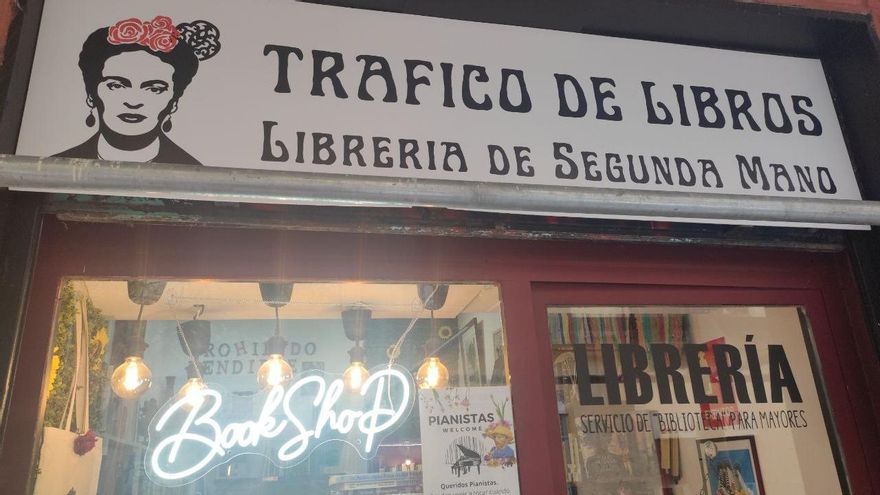 TRAFICO DE LIBROS
LIBRERIA DE SEGUNDA MANO
BookShop
PIANISTAS
WELCOME
Queridos Pianistas.
LIBRERÍA
SERVICIO DE "BIBLIOTECA" PARA MAYORES